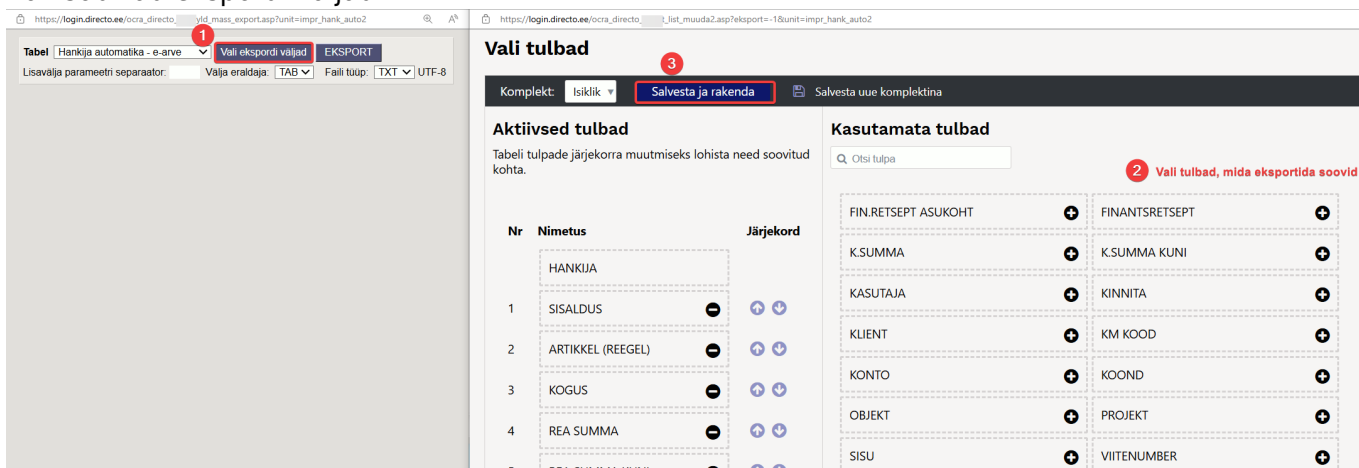 https://login.directo.ee/ocra_directo_ yld_mass_export.asp?unit=impr_hank_auto2
1
Tabel Hankija automatika - e-arve Vali ekspordi väljad EKSPORT
Lisavälja parameetri separaator: Välja eraldaja: TAB Faili tüüp: TXT UTF-8
https://login.directo.ee/ocra_directo_ t_list_muuda2.asp?eksport=-1&unit=impr_hank_auto2
Vali tulbad
3
Komplekt: Isiklik Salvesta ja rakenda Salvesta uue komplektina
Aktiivsed tulbad
Tabeli tulpade järjekorra muutmiseks lohista need soovitud
kohta.
Nr Nimetus Järjekord
HANKIJA
1 SISALDUS
2 ARTIKKEL (REEGEL)
3 KOGUS
4 REA SUMMA
Kasutamata tulbad
Otsi tulpa
2 Vali tulbad, mida eksportida soovid
FIN.RETSEPT ASUKOHT FINANTSRETSEPT
K.SUMMA K.SUMMA KUNI
KASUTAJA KINNITA
KLIENT KM KOOD
KONTO KOOND
OBJEKT PROJEKT
SISU VIITENUMBER